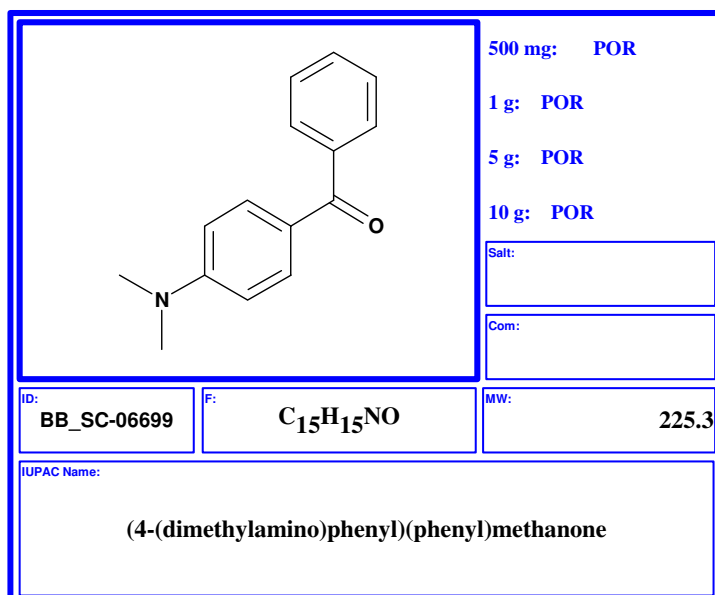 500 mg: POR
1 g: POR
5 g: POR
10 g: POR
O
N
Salt:
Com:
ID:
BB_SC-06699
F:
C15H15NO
MW:
225.3
IUPAC Name:
(4-(dimethylamino)phenyl)(phenyl)methanone